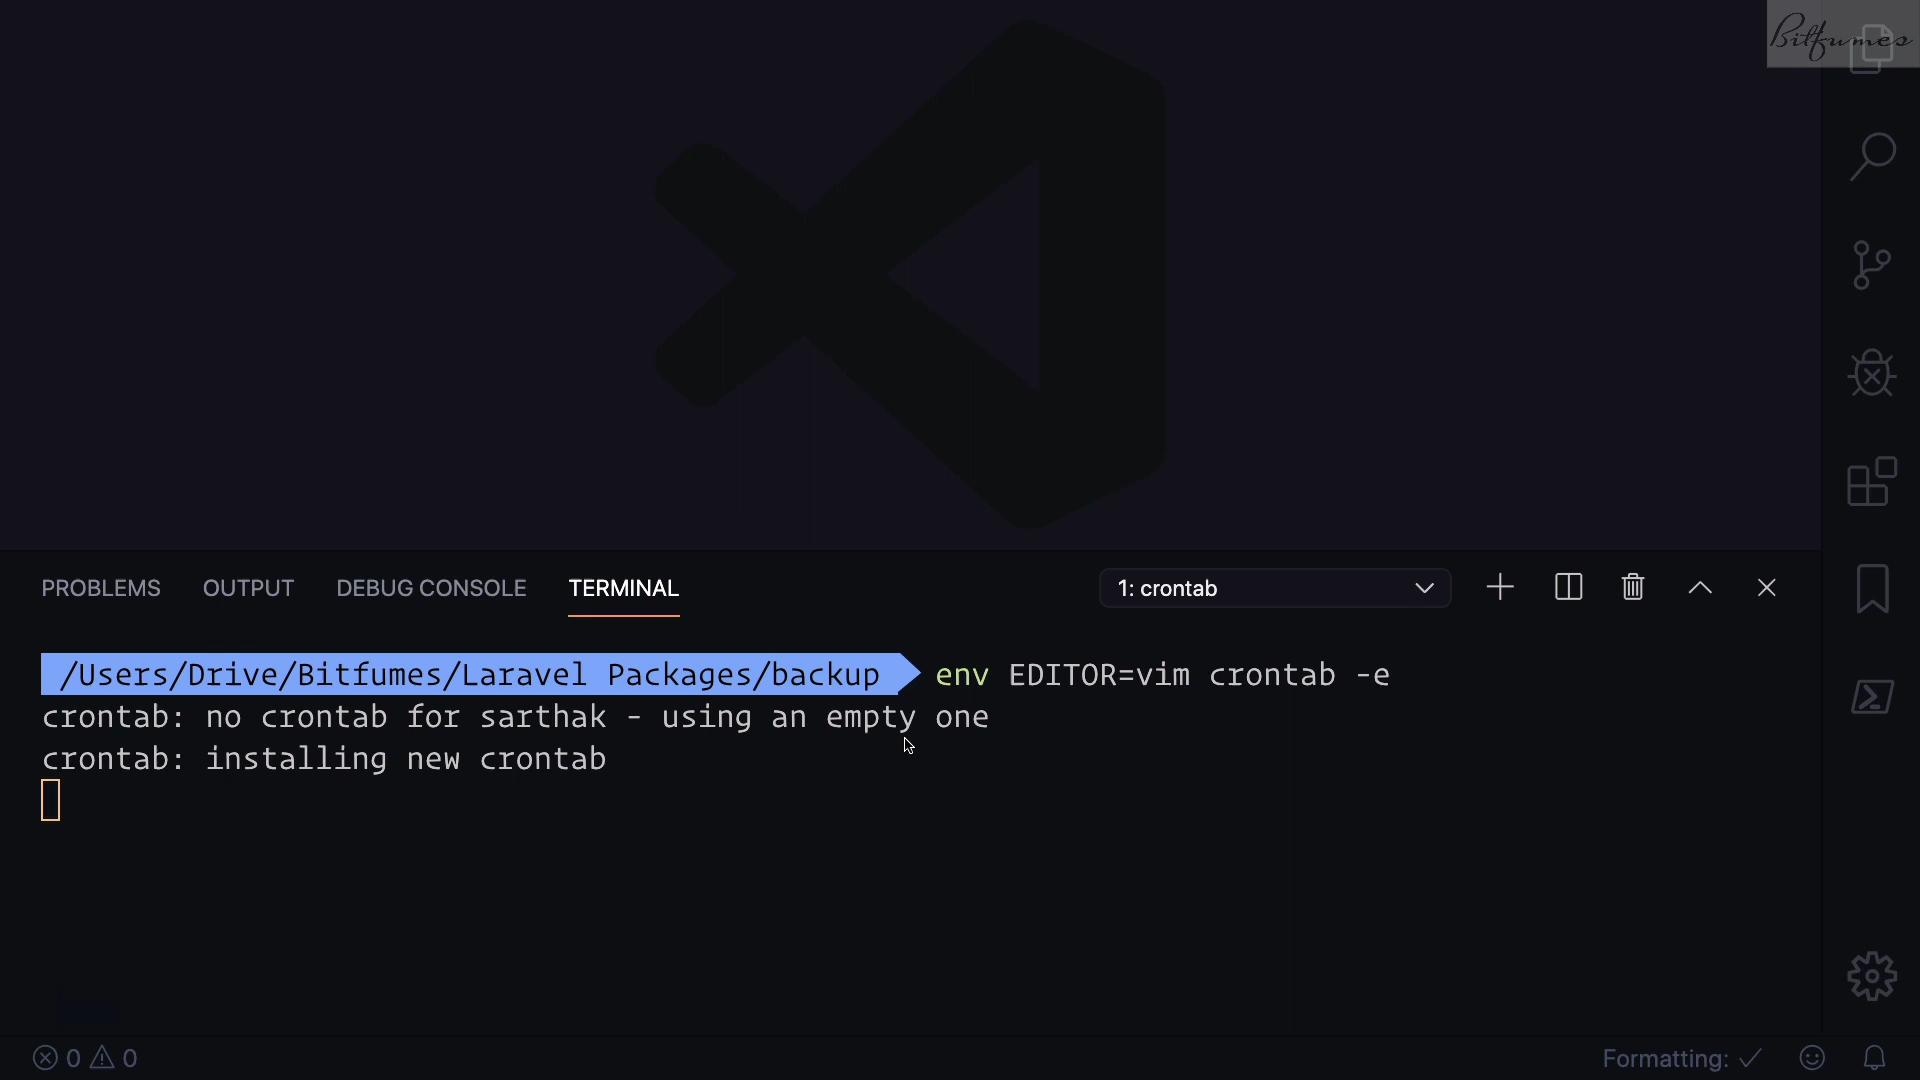 Bitfumes
PROBLEMS OUTPUT DEBUG CONSOLE TERMINAL 1: crontab
/Users/Drive/Bitfumes/Laravel Packages/backup env EDITOR=vim crontab -e
crontab: no crontab for sarthak - using an empty one
crontab: installing new crontab
0 0 Formatting: